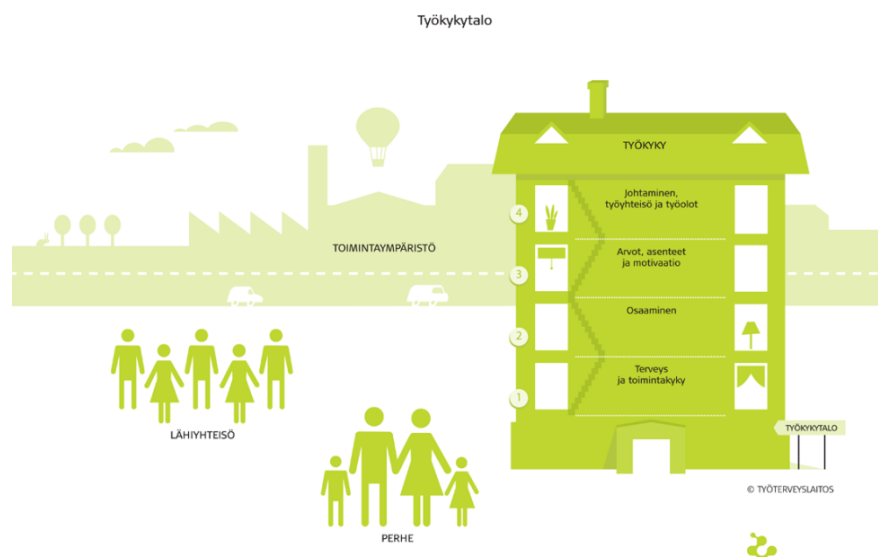 Työkykytalo
TYÖKYKY
4
Johtaminen,
työyhteisö ja työolot
TOIMINTAYMPÄRISTÖ
3
Arvot, asenteet
ja motivaatio
2
Osaaminen
1
Terveys
ja toimintakyky
LÄHIYHTEISÖ
TYÖKYKYTALO
© TYÖTERVEYSLAITOS
PERHE